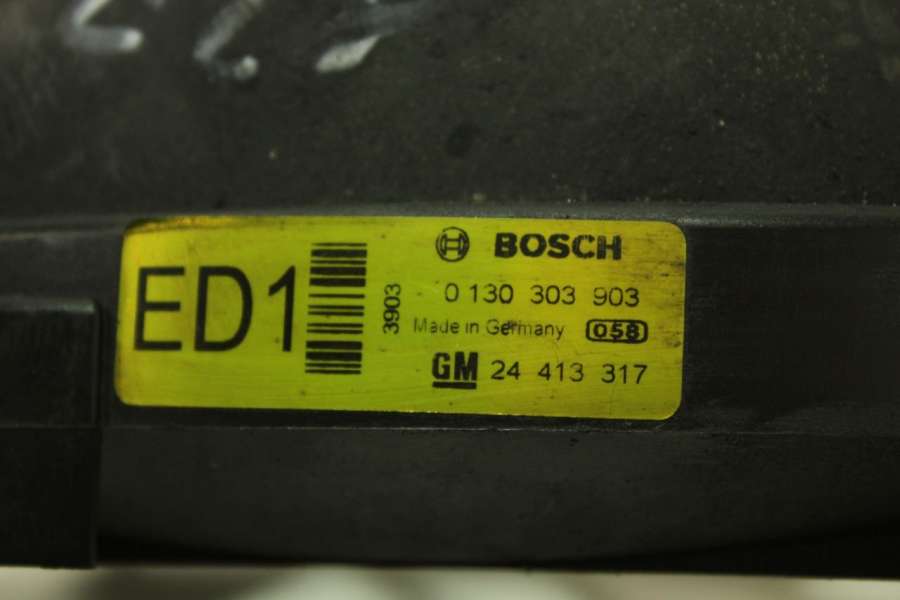 ED1
3903
BOSCH
0 130 303 903
Made in Germany 058
GM 24 413 317